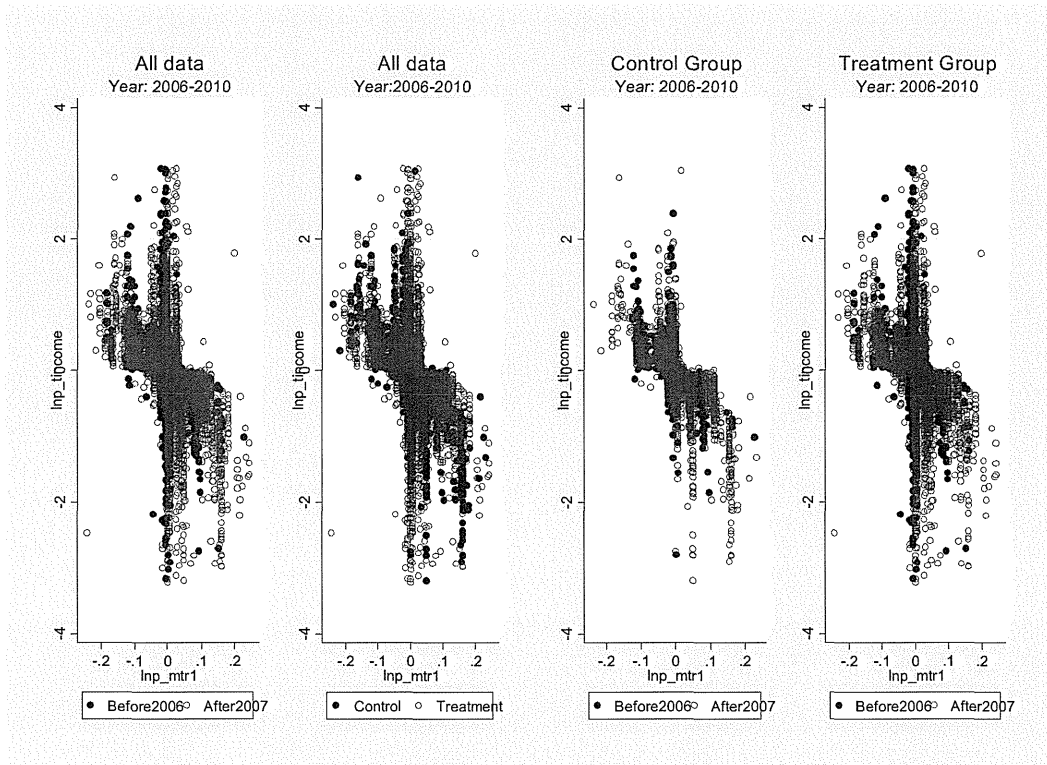 All data
Year: 2006-2010
4
2
0
-2
-4
lnp_tincome
-.2 -.1 0 .1 .2
lnp_mtr1
Before2006 After2007
All data
Year:2006-2010
4
2
0
-2
-4
lnp_tincome
-.2 -.1 0 .1 .2
lnp_mtr1
Control Treatment
Control Group
Year: 2006-2010
4
2
0
-2
-4
lnp_tincome
-.2 -.1 0 .1 .2
lnp_mtr1
Before2006 After2007
Treatment Group
Year: 2006-2010
4
2
0
-2
-4
lnp_tincome
-.2 -.1 0 .1 .2
lnp_mtr1
Before2006 After2007